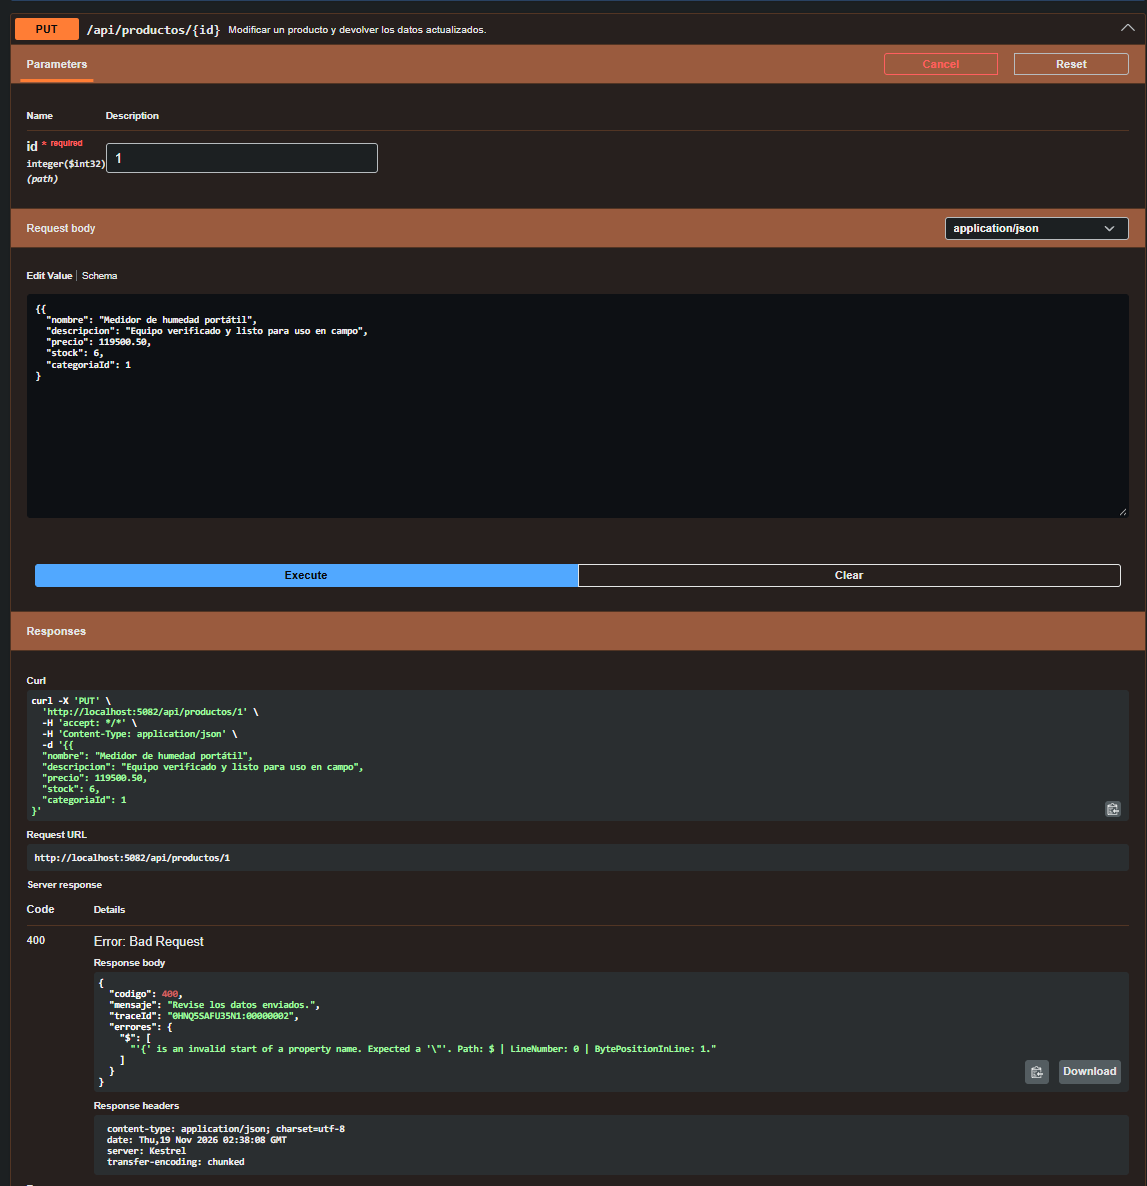 PUT /api/productos/{id} Modificar un producto y devolver los datos actualizados.
Parameters Cancel Reset
Name Description
id * required
integer($int32)
(path)
1
Request body application/json
Edit Value | Schema
{{
  "nombre": "Medidor de humedad portátil",
  "descripcion": "Equipo verificado y listo para uso en campo",
  "precio": 119500.50,
  "stock": 6,
  "categoriaId": 1
}
Execute Clear
Responses
Curl
curl -X 'PUT' \
  'http://localhost:5082/api/productos/1' \
  -H 'accept: */*' \
  -H 'Content-Type: application/json' \
  -d '{{
  "nombre": "Medidor de humedad portátil",
  "descripcion": "Equipo verificado y listo para uso en campo",
  "precio": 119500.50,
  "stock": 6,
  "categoriaId": 1
}'
Request URL
http://localhost:5082/api/productos/1
Server response
Code Details
400 Error: Bad Request
Response body
{
  "codigo": 400,
  "mensaje": "Revise los datos enviados.",
  "traceId": "0HNQ5SAFU35N1:00000002",
  "errores": {
    "$": [
      "'{' is an invalid start of a property name. Expected a '\"'. Path: $ | LineNumber: 0 | BytePositionInLine: 1."
    ]
  }
}
Download
Response headers
content-type: application/json; charset=utf-8
date: Thu,19 Nov 2026 02:38:08 GMT
server: Kestrel
transfer-encoding: chunked